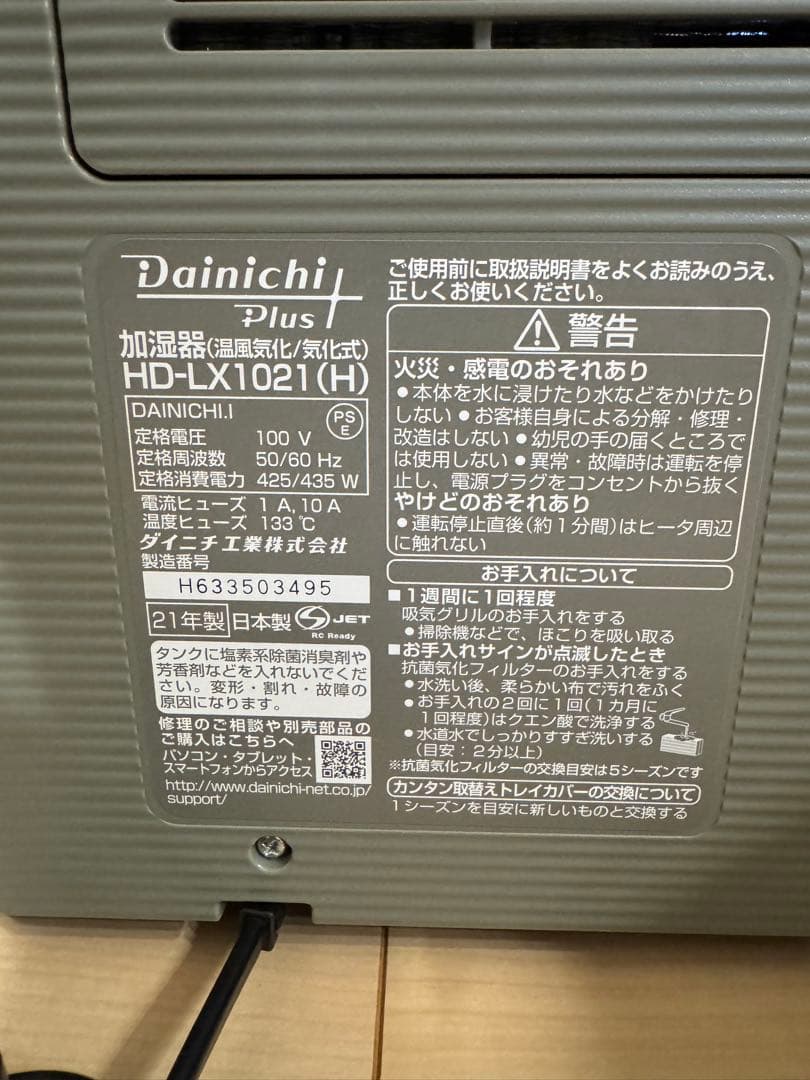 Dainichi
Plus
加湿器(温風気化/気化式)
HD-LX1021(H)
DAINICHI.I
PS
E
定格電圧 100 V
定格周波数 50/60 Hz
定格消費電力 425/435 W
電流ヒューズ 1 A, 10 A
温度ヒューズ 133 ℃
ダイニチ工業株式会社
製造番号
H633503495
21年製 日本製 S JET
RC Ready
タンクに塩素系除菌消臭剤や
芳香剤などを入れないでくだ
さい。変形・割れ・故障の
原因になります。
修理のご相談や別売部品の
ご購入はこちらへ
パソコン・タブレット・
スマートフォンからアクセス
http://www.dainichi-net.co.jp/
support/
ご使用前に取扱説明書をよくお読みのうえ、
正しくお使いください。
警告
火災・感電のおそれあり
●本体を水に浸けたり水などをかけたり
しない ●お客様自身による分解・修理・
改造はしない ●幼児の手の届くところで
は使用しない ●異常・故障時は運転を停
止し、電源プラグをコンセントから抜く
やけどのおそれあり
●運転停止直後(約1分間)はヒータ周辺
に触れない
お手入れについて
■1週間に1回程度
吸気グリルのお手入れをする
●掃除機などで、ほこりを吸い取る
■お手入れサインが点滅したとき
抗菌気化フィルターのお手入れをする
●水洗い後、柔らかい布で汚れをふく
●お手入れの2回に1回(1カ月に
1回程度)はクエン酸で洗浄する
●水道水でしっかりすすぎ洗いする
(目安:2分以上)
※抗菌気化フィルターの交換目安は5シーズンです
カンタン取替えトレイカバーの交換について
1シーズンを目安に新しいものと交換する